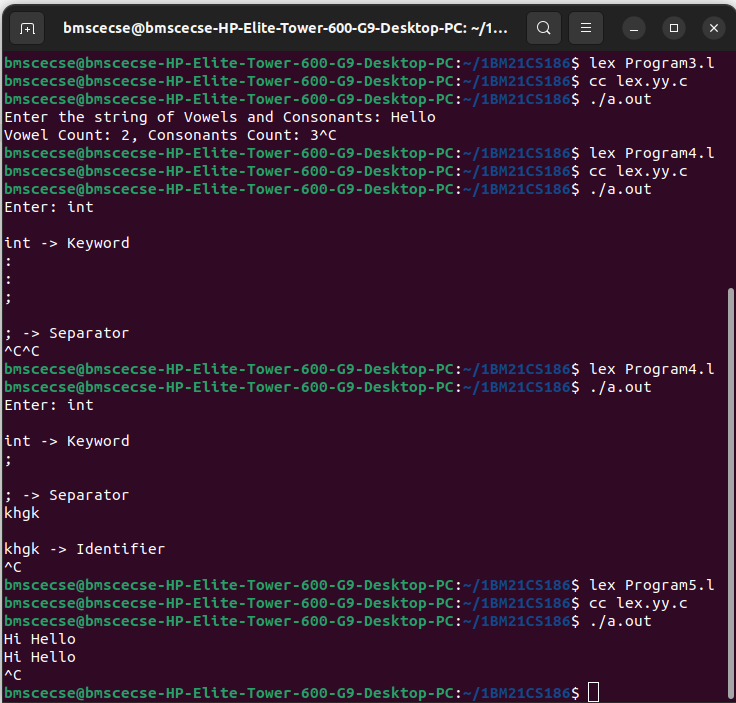 bmscecse@bmscecse-HP-Elite-Tower-600-G9-Desktop-PC: ~/1...
bmscecse@bmscecse-HP-Elite-Tower-600-G9-Desktop-PC:~/1BM21CS186$ lex Program3.l
bmscecse@bmscecse-HP-Elite-Tower-600-G9-Desktop-PC:~/1BM21CS186$ cc lex.yy.c
bmscecse@bmscecse-HP-Elite-Tower-600-G9-Desktop-PC:~/1BM21CS186$ ./a.out
Enter the string of Vowels and Consonants: Hello
Vowel Count: 2, Consonants Count: 3^C
bmscecse@bmscecse-HP-Elite-Tower-600-G9-Desktop-PC:~/1BM21CS186$ lex Program4.l
bmscecse@bmscecse-HP-Elite-Tower-600-G9-Desktop-PC:~/1BM21CS186$ cc lex.yy.c
bmscecse@bmscecse-HP-Elite-Tower-600-G9-Desktop-PC:~/1BM21CS186$ ./a.out
Enter: int
int -> Keyword
:
:
;
; -> Separator
^C^C
bmscecse@bmscecse-HP-Elite-Tower-600-G9-Desktop-PC:~/1BM21CS186$ lex Program4.l
bmscecse@bmscecse-HP-Elite-Tower-600-G9-Desktop-PC:~/1BM21CS186$ ./a.out
Enter: int
int -> Keyword
;
; -> Separator
khgk
khgk -> Identifier
^C
bmscecse@bmscecse-HP-Elite-Tower-600-G9-Desktop-PC:~/1BM21CS186$ lex Program5.l
bmscecse@bmscecse-HP-Elite-Tower-600-G9-Desktop-PC:~/1BM21CS186$ cc lex.yy.c
bmscecse@bmscecse-HP-Elite-Tower-600-G9-Desktop-PC:~/1BM21CS186$ ./a.out
Hi Hello
Hi Hello
^C
bmscecse@bmscecse-HP-Elite-Tower-600-G9-Desktop-PC:~/1BM21CS186$